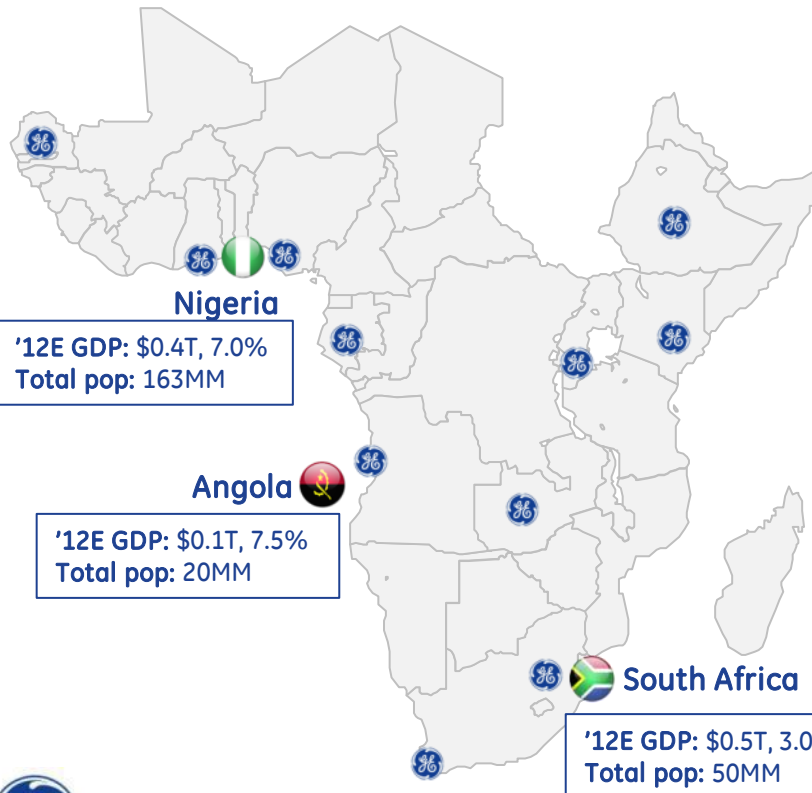 Nigeria
'12E GDP: $0.4T, 7.0%
Total pop: 163MM
Angola
'12E GDP: $0.1T, 7.5%
Total pop: 20MM
South Africa
'12E GDP: $0.5T, 3.0
Total pop: 50MM